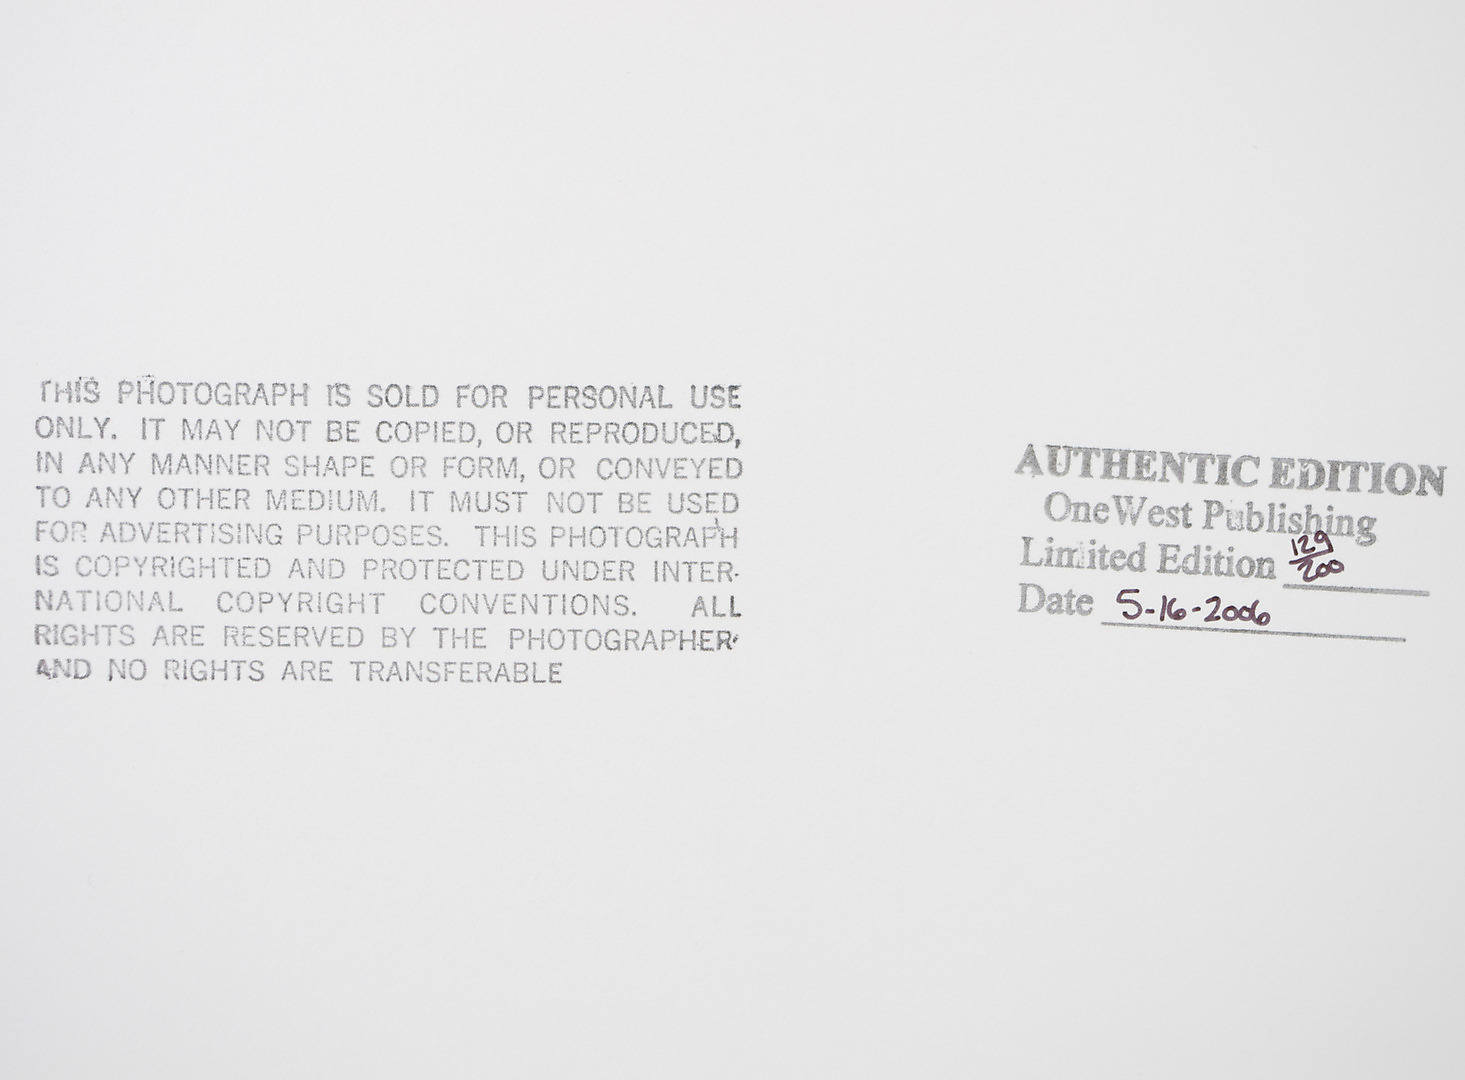 THIS PHOTOGRAPH IS SOLD FOR PERSONAL USE
ONLY. IT MAY NOT BE COPIED, OR REPRODUCED,
IN ANY MANNER SHAPE OR FORM, OR CONVEYED
TO ANY OTHER MEDIUM. IT MUST NOT BE USED
FOR ADVERTISING PURPOSES. THIS PHOTOGRAPH
IS COPYRIGHTED AND PROTECTED UNDER INTER-
NATIONAL COPYRIGHT CONVENTIONS. ALL
RIGHTS ARE RESERVED BY THE PHOTOGRAPHER
AND NO RIGHTS ARE TRANSFERABLE
AUTHENTIC EDITION
OneWest Publishing
Limited Edition 129/200
Date 5-16-2006